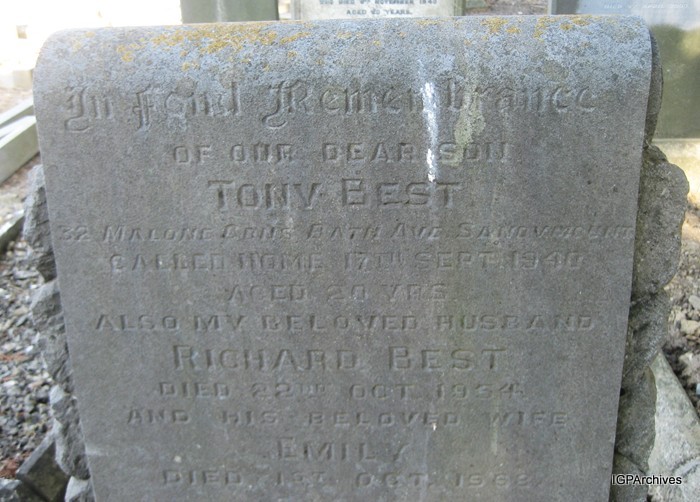 In Fond Remembrance
OF OUR DEAR SON
TONY BEST
32 MALONE GDNS BATH AVE SANDYMOUNT
CALLED HOME 17TH SEPT. 1940
AGED 20 YRS
ALSO MY BELOVED HUSBAND
RICHARD BEST
DIED 22ND OCT 1954
AND HIS BELOVED WIFE
EMILY
DIED 1ST OCT. 1962
IGPArchives